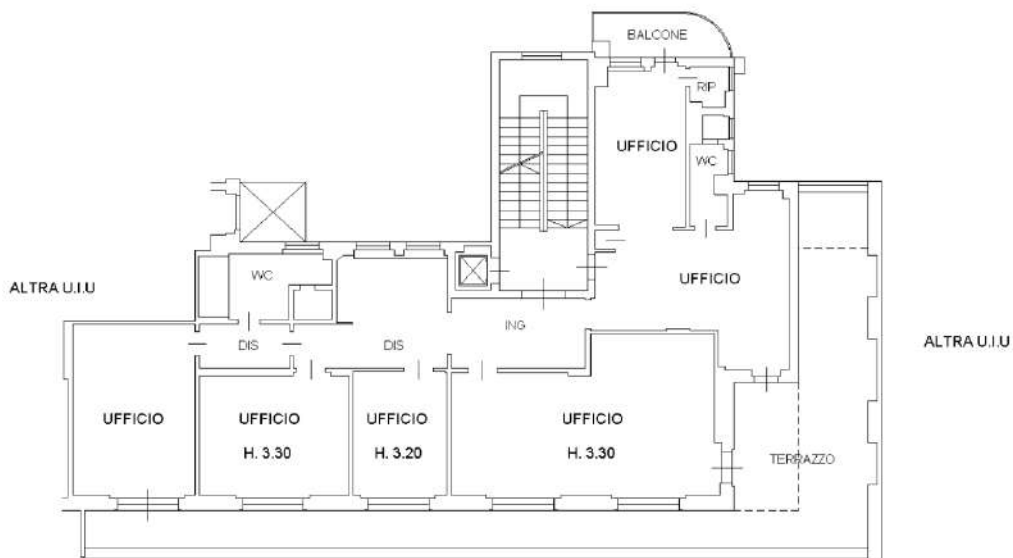 BALCONE
RIP
UFFICIO
WC
WC
UFFICIO
ALTRA U.I.U
ING
DIS
DIS
ALTRA U.I.U
UFFICIO
UFFICIO
H. 3.30
UFFICIO
H. 3.20
UFFICIO
H. 3.30
TERRAZZO